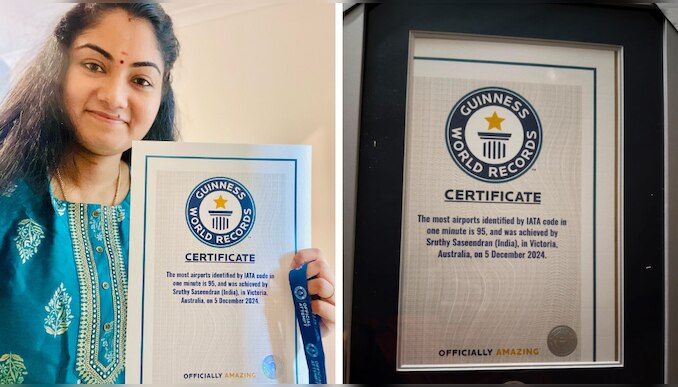 GUINNESS
WORLD RECORDS
CERTIFICATE
The most airports identified by IATA code in
one minute is 95, and was achieved by
Sruthy Saseendran (India), in Victoria,
Australia, on 5 December 2024.
OFFICIALLY AMAZING
GUINNESS
WORLD RECORDS
TM
CERTIFICATE
The most airports identified by IATA code in
one minute is 95, and was achieved by
Sruthy Saseendran (India), in Victoria,
Australia, on 5 December 2024.
OFFICIALLY AMAZING